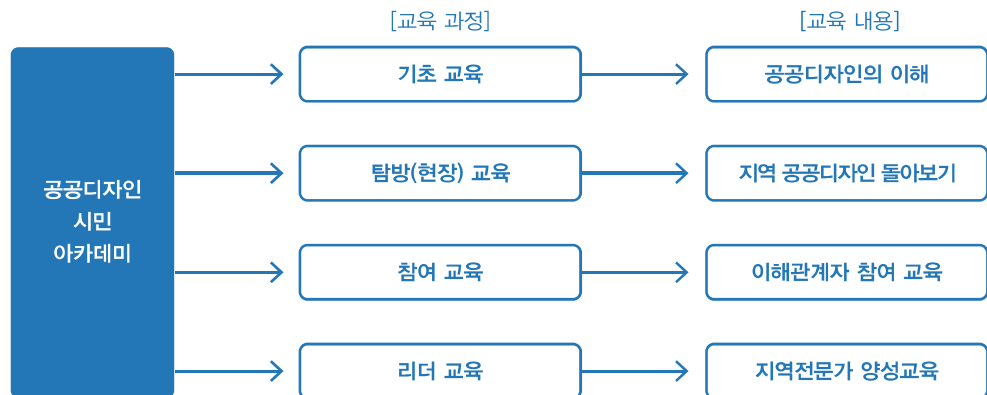 [교육 과정]
[교육 내용]
공공디자인
시민
아카데미
기초 교육
공공디자인의 이해
탐방(현장) 교육
지역 공공디자인 돌아보기
참여 교육
이해관계자 참여 교육
리더 교육
지역전문가 양성교육